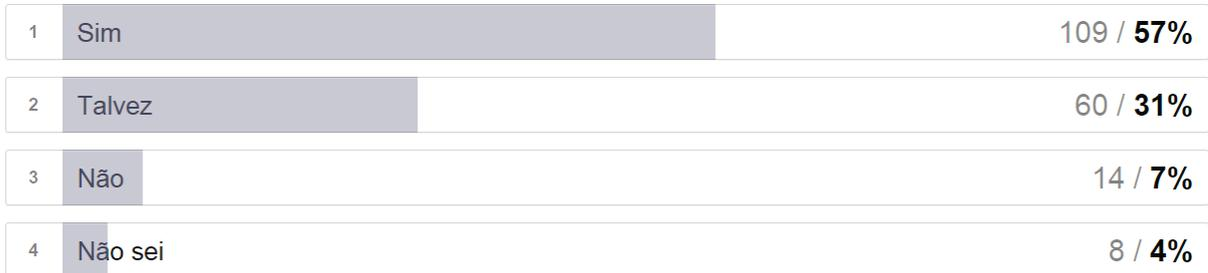 1 Sim 109 / 57%
2 Talvez 60 / 31%
3 Não 14 / 7%
4 Não sei 8 / 4%